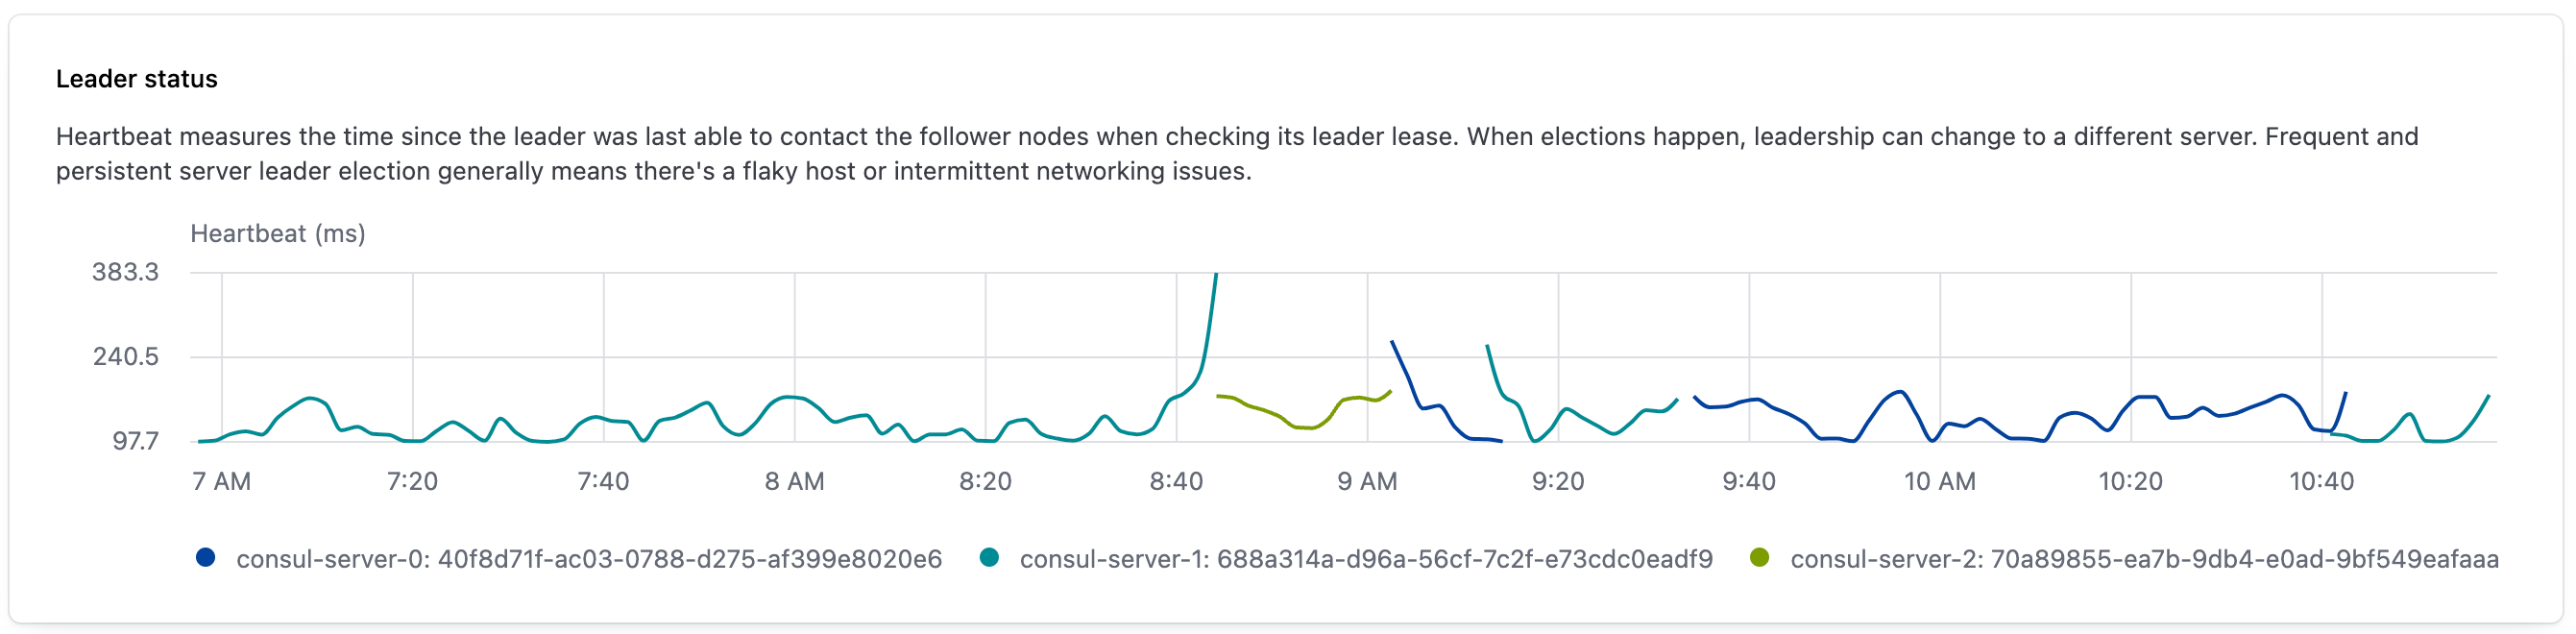 Leader status
Heartbeat measures the time since the leader was last able to contact the follower nodes when checking its leader lease. When elections happen, leadership can change to a different server. Frequent and
persistent server leader election generally means there's a flaky host or intermittent networking issues.
Heartbeat (ms)
383.3
240.5
97.7
7 AM 7:20 7:40 8 AM 8:20 8:40 9 AM 9:20 9:40 10 AM 10:20 10:40
consul-server-0: 40f8d71f-ac03-0788-d275-af399e8020e6 consul-server-1: 688a314a-d96a-56cf-7c2f-e73cdc0eadf9 consul-server-2: 70a89855-ea7b-9db4-e0ad-9bf549eafaaa